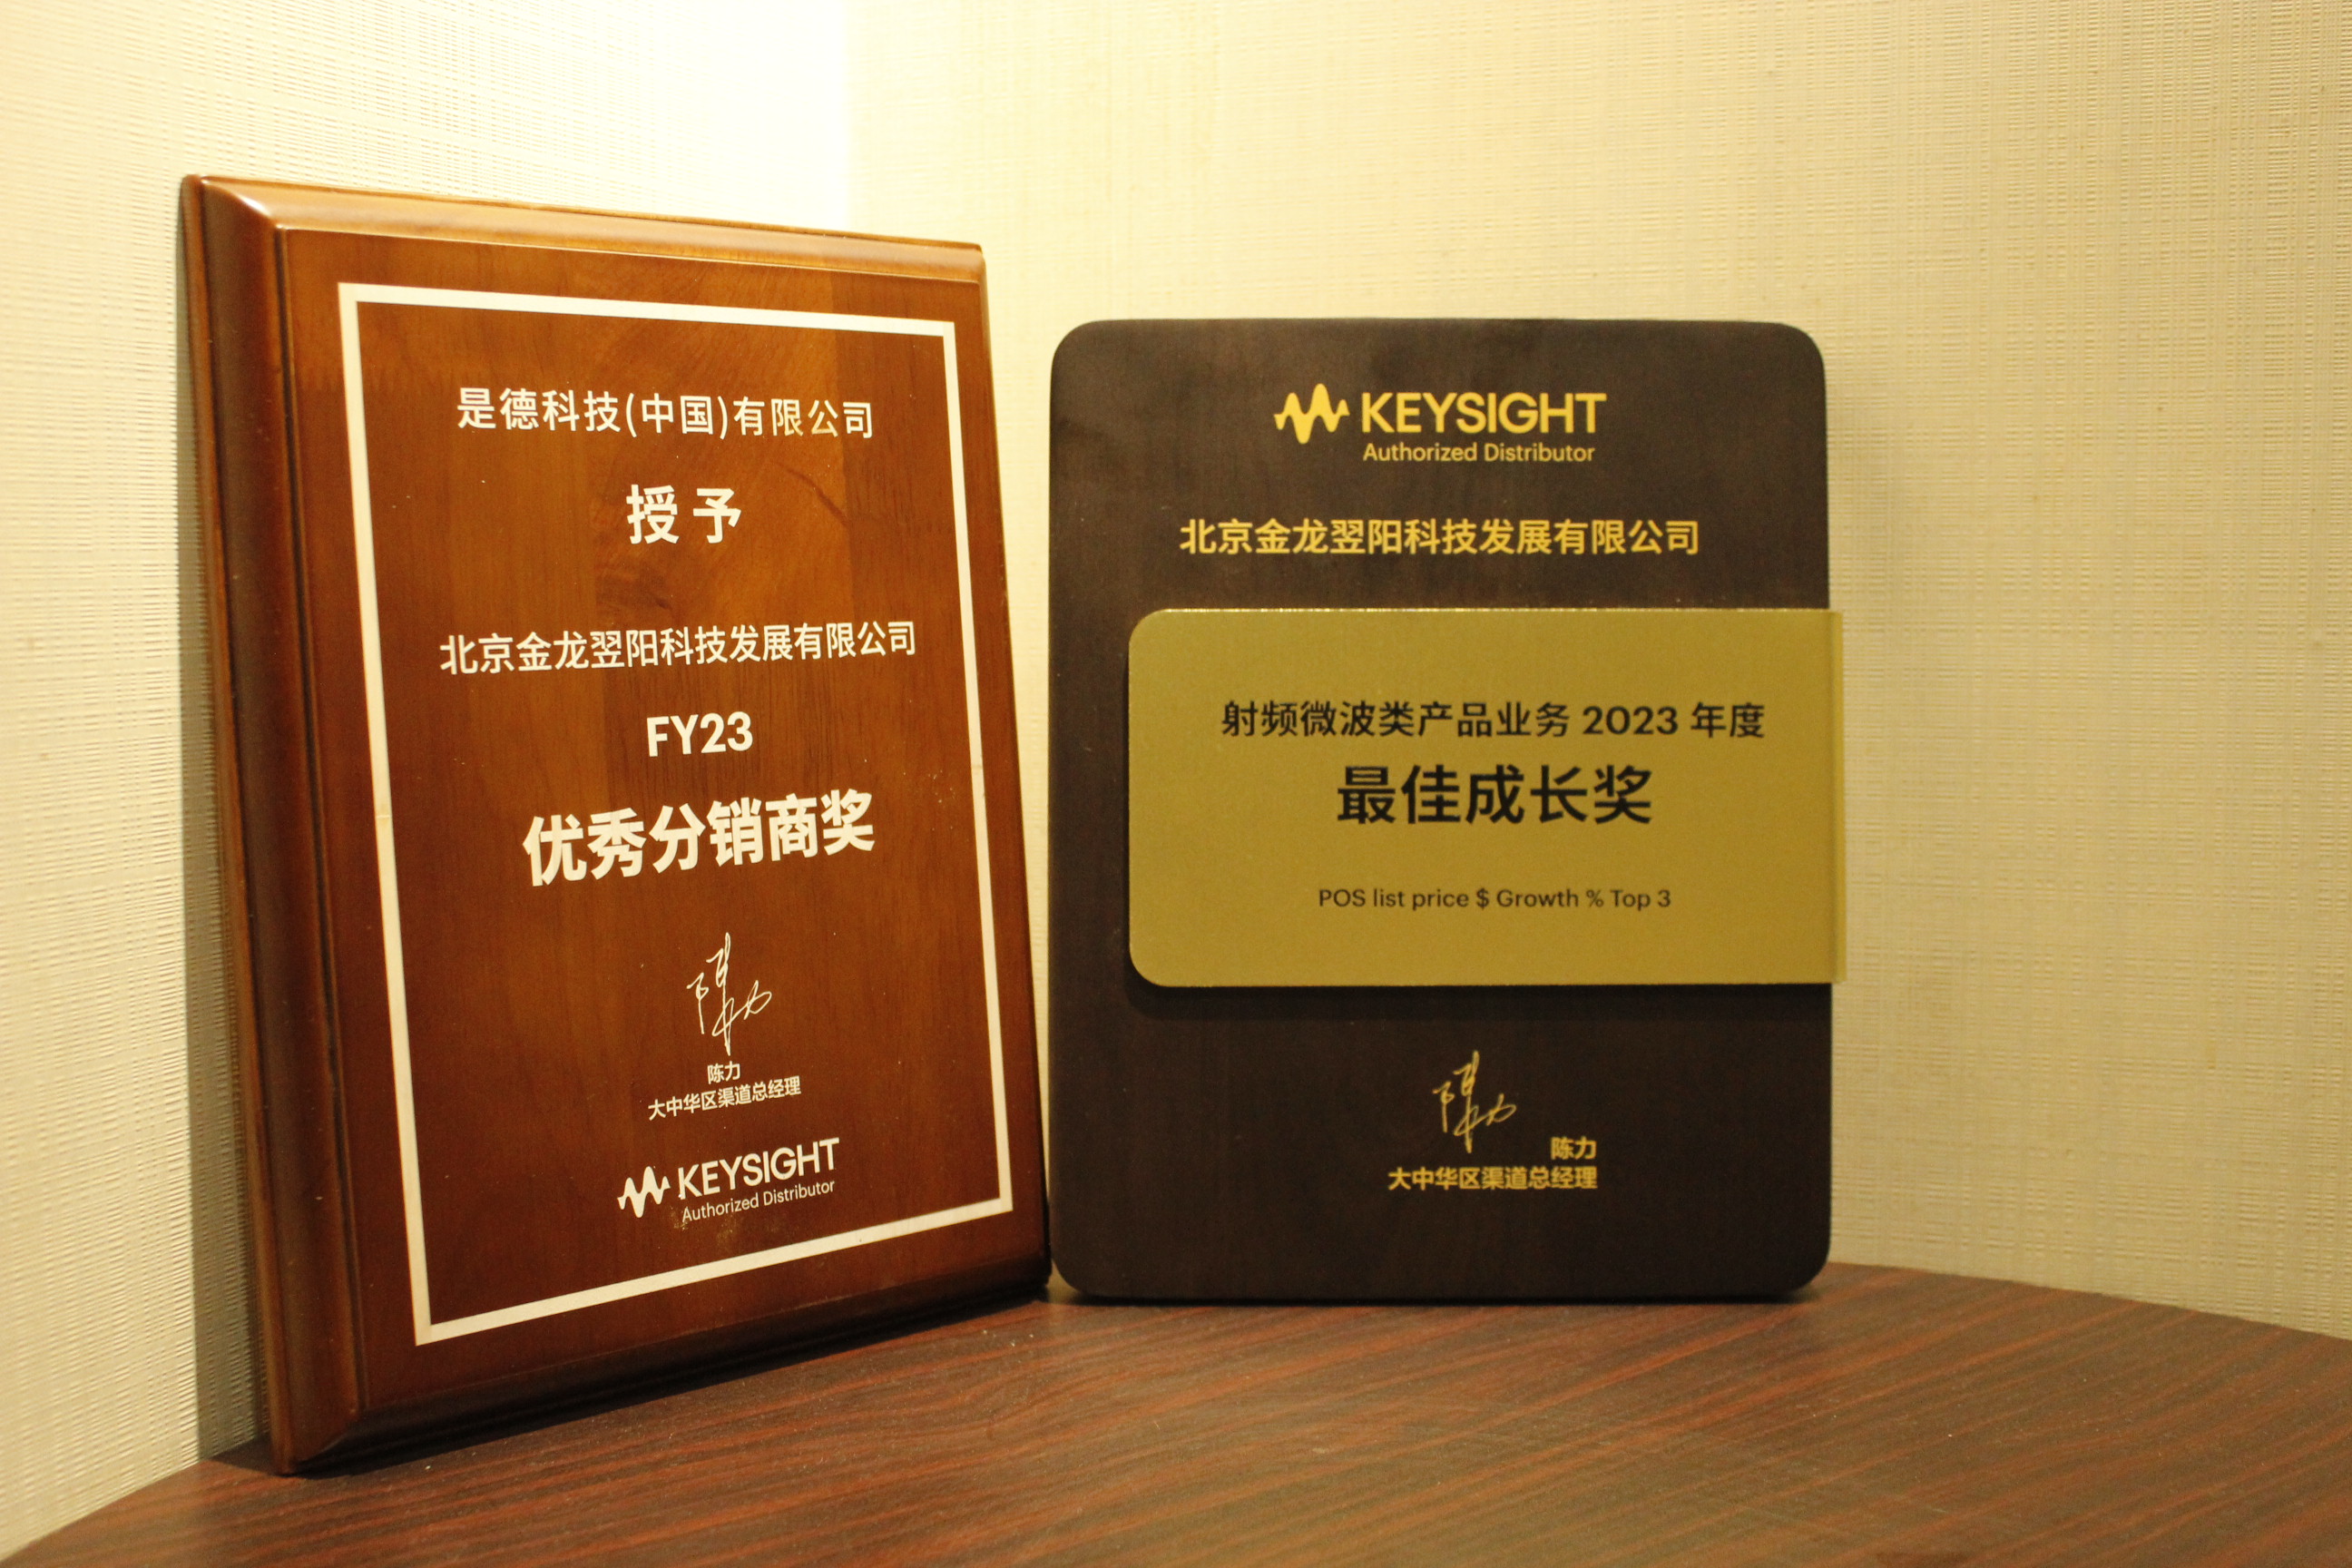 是德科技(中国)有限公司
授予
北京金龙翌阳科技发展有限公司
FY23
优秀分销商奖
陈力
陈力
大中华区渠道总经理
KEYSIGHT
Authorized Distributor
KEYSIGHT
Authorized Distributor
北京金龙翌阳科技发展有限公司
射频微波类产品业务 2023 年度
最佳成长奖
POS list price $ Growth % Top 3
陈力
陈力
大中华区渠道总经理